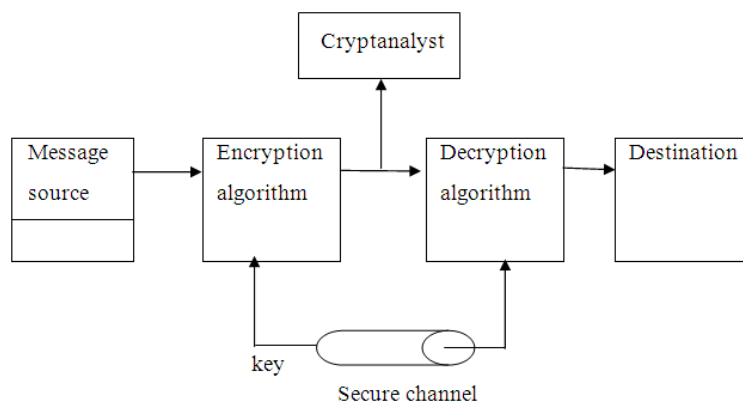 Cryptanalyst
Message
source
Encryption
algorithm
Decryption
algorithm
Destination
key
Secure channel